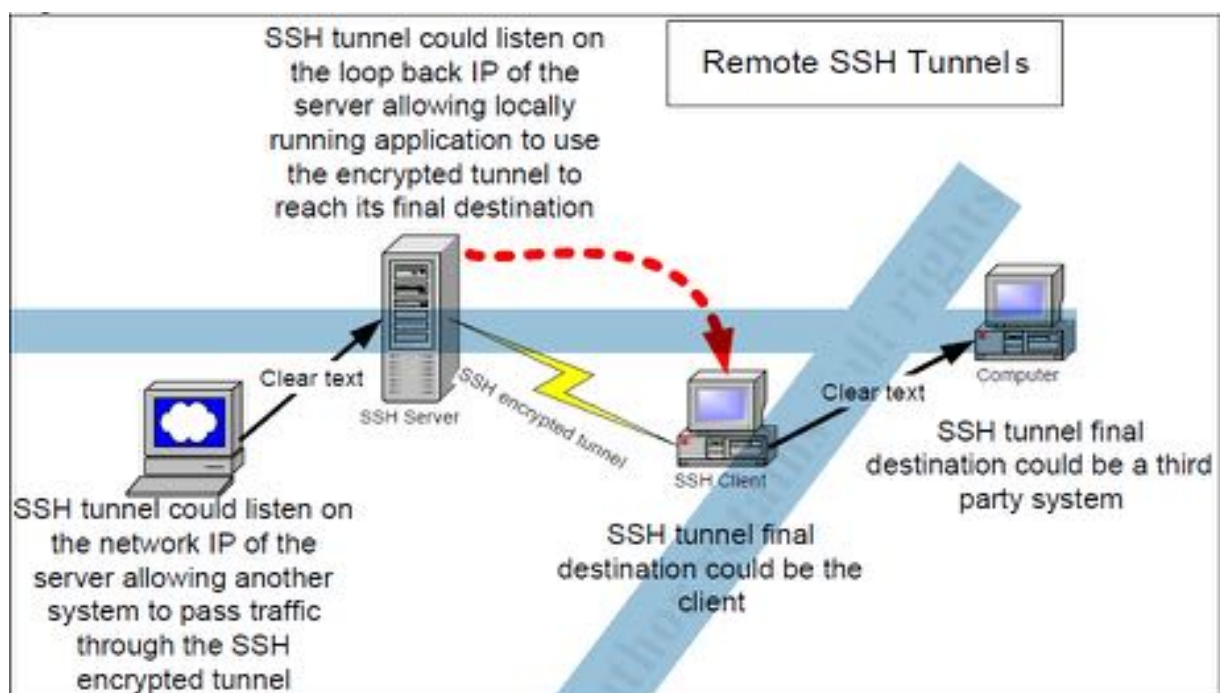 SSH tunnel could listen on
the loop back IP of the
server allowing locally
running application to use
the encrypted tunnel to
reach its final destination
Remote SSH Tunnels
Clear text
SSH Server
SSH encrypted tunnel
SSH Client
Clear text
Computer
SSH tunnel could listen on
the network IP of the
server allowing another
system to pass traffic
through the SSH
encrypted tunnel
SSH tunnel final
destination could be the
client
SSH tunnel final
destination could be a third
party system
rights